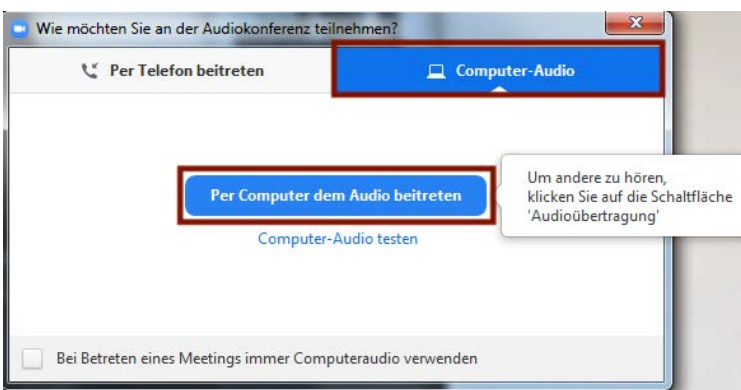 Wie möchten Sie an der Audiokonferenz teilnehmen?
Per Telefon beitreten
Computer-Audio
Per Computer dem Audio beitreten
Um andere zu hören,
klicken Sie auf die Schaltfläche
'Audioübertragung'
Computer-Audio testen
Bei Betreten eines Meetings immer Computeraudio verwenden